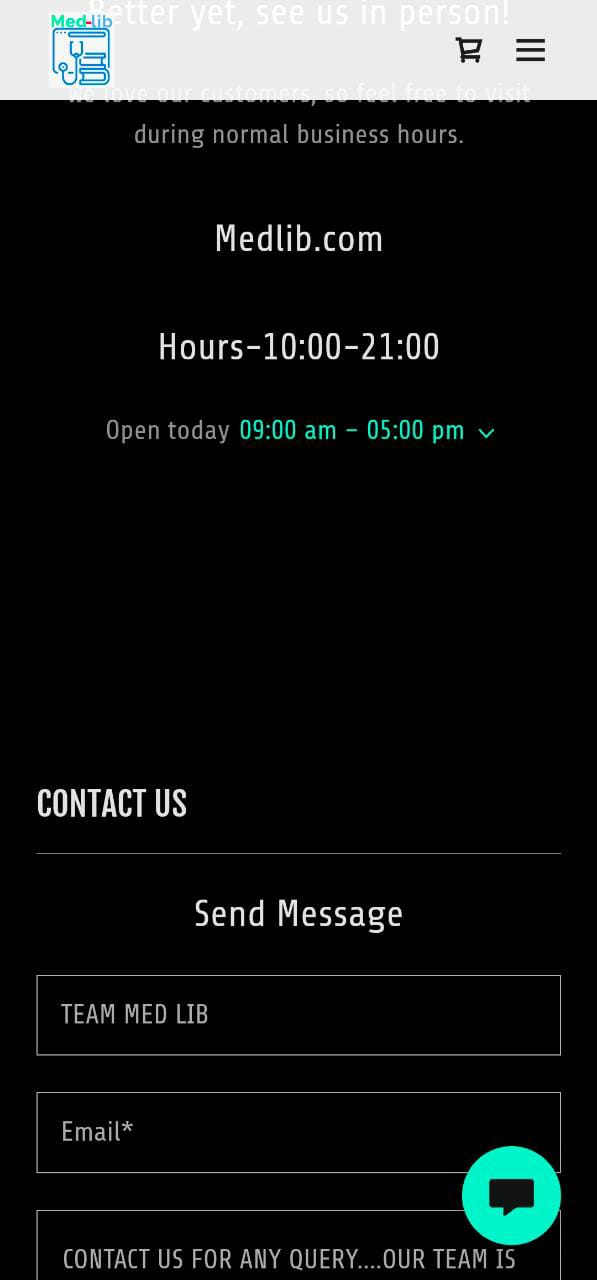 Better yet, see us in person!
Med-lib
We love our customers, so feel free to visit
during normal business hours.
Medlib.com
Hours-10:00-21:00
Open today 09:00 am – 05:00 pm
CONTACT US
Send Message
TEAM MED LIB
Email*
CONTACT US FOR ANY QUERY....OUR TEAM IS